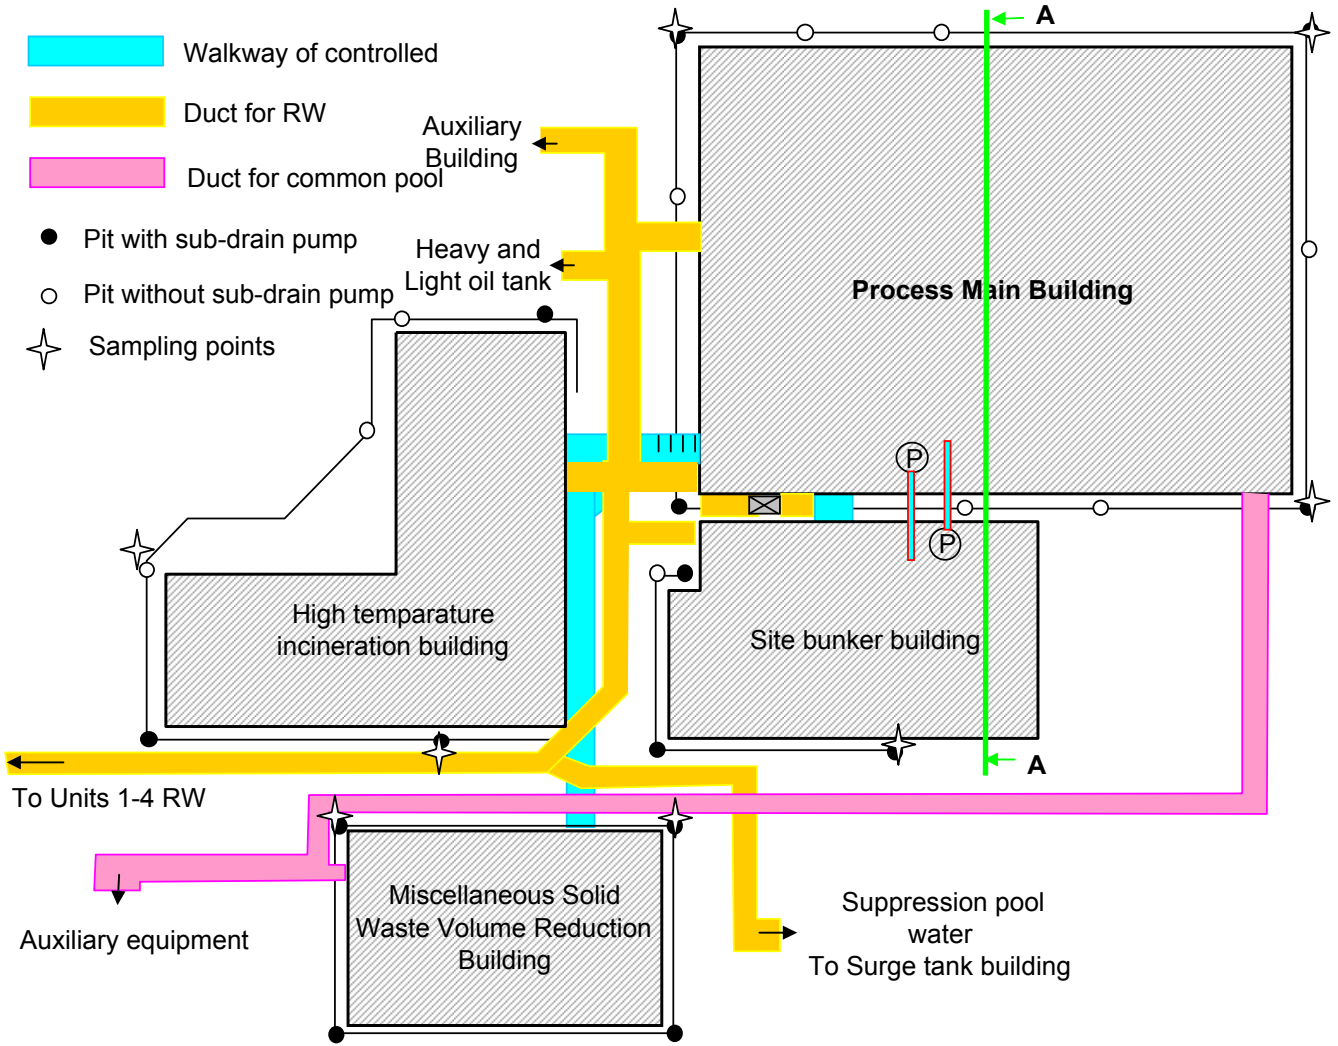 A
Walkway of controlled
Duct for RW
Duct for common pool
Pit with sub-drain pump
Pit without sub-drain pump
Sampling points
Auxiliary
Building
Heavy and
Light oil tank
Process Main Building
P
P
High temparature
incineration building
Site bunker building
A
To Units 1-4 RW
Auxiliary equipment
Miscellaneous Solid
Waste Volume Reduction
Building
Suppression pool
water
To Surge tank building